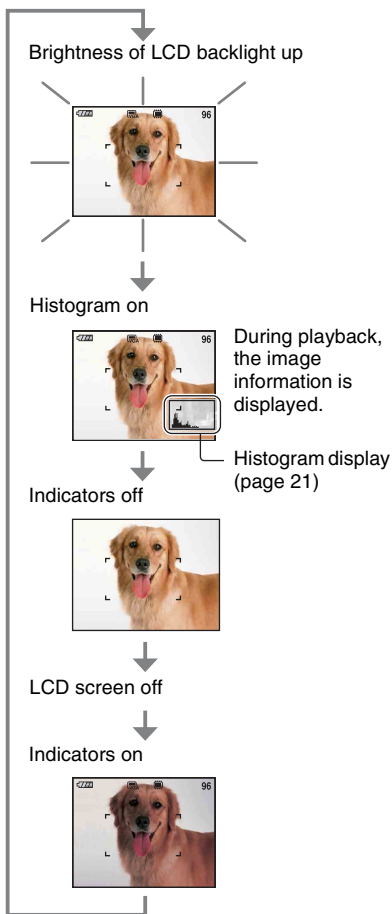 Brightness of LCD backlight up
96
Histogram on
96
During playback,
the image
information is
displayed.
Histogram display
(page 21)
Indicators off
LCD screen off
Indicators on
96